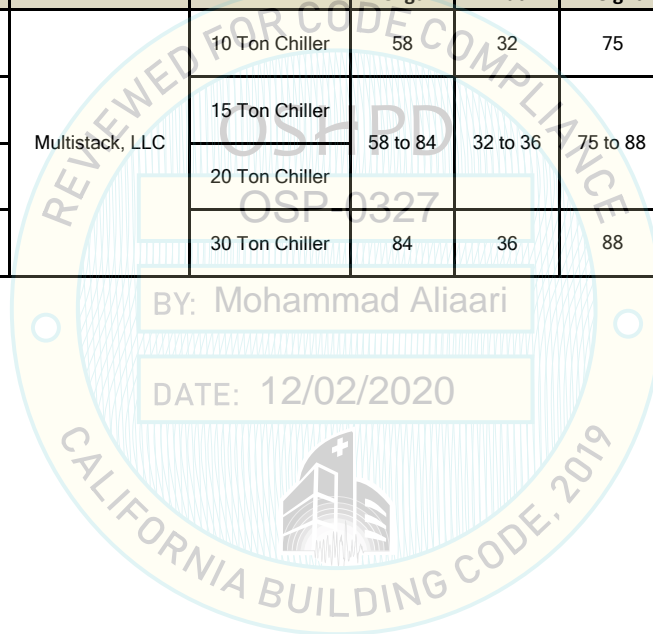 10 Ton Chiller 58 32 75
Multistack, LLC 15 Ton Chiller 58 to 84 32 to 36 75 to 88
20 Ton Chiller
30 Ton Chiller 84 36 88
REVIEWED FOR CODE COMPLIANCE
OSHPD
OSP-0327
BY: Mohammad Aliaari
DATE: 12/02/2020
CALIFORNIA BUILDING CODE, 2019